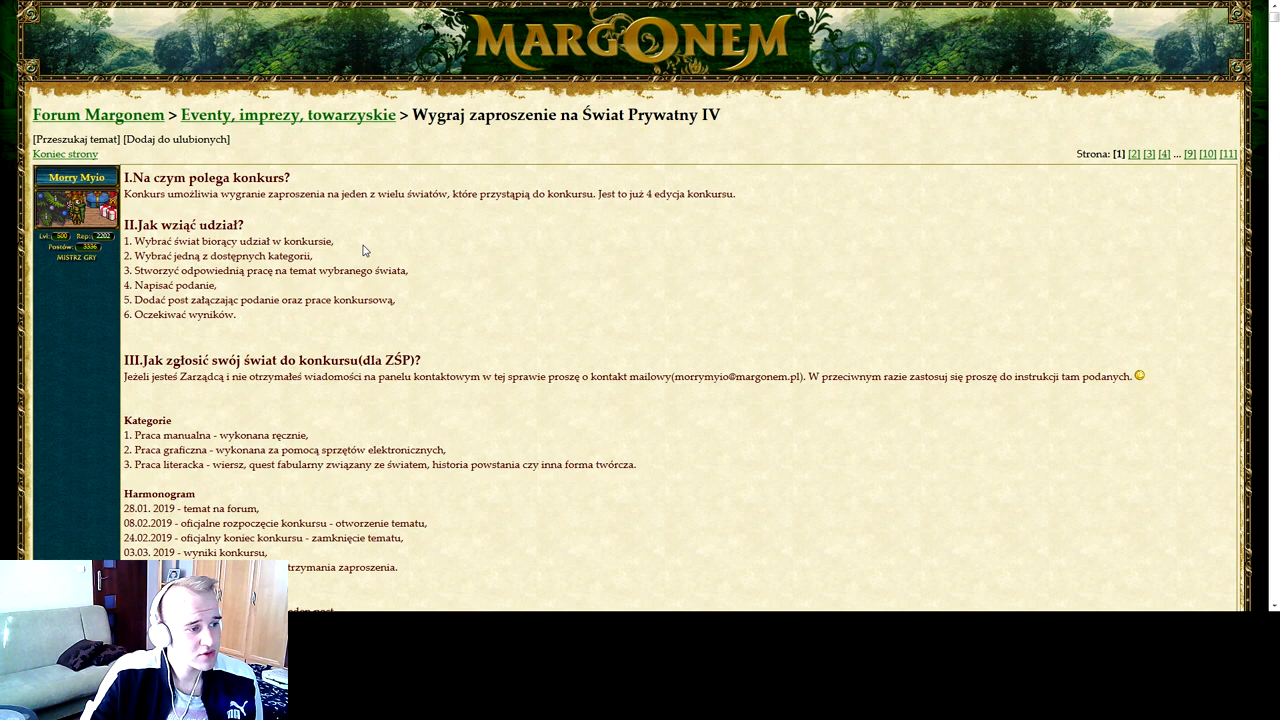 MARGONEM
Forum Margonem > Eventy, imprezy, towarzyskie > Wygraj zaproszenie na Świat Prywatny IV
[Przeszukaj temat] [Dodaj do ulubionych]
Koniec strony
Strona: [1] [2] [3] [4] ... [9] [10] [11]
Morry Myio
Lvl: 500 Rep: 2202
Postów: 3336
MISTRZ GRY
I.Na czym polega konkurs?
Konkurs umożliwia wygranie zaproszenia na jeden z wielu światów, które przystąpią do konkursu. Jest to już 4 edycja konkursu.
II.Jak wziąć udział?
1. Wybrać świat biorący udział w konkursie,
2. Wybrać jedną z dostępnych kategorii,
3. Stworzyć odpowiednią pracę na temat wybranego świata,
4. Napisać podanie,
5. Dodać post załączając podanie oraz prace konkursową,
6. Oczekiwać wyników.
III.Jak zgłosić swój świat do konkursu(dla ZŚP)?
Jeżeli jesteś Zarządcą i nie otrzymałeś wiadomości na panelu kontaktowym w tej sprawie proszę o kontakt mailowy(morrymyio@margonem.pl). W przeciwnym razie zastosuj się proszę do instrukcji tam podanych.
Kategorie
1. Praca manualna - wykonana ręcznie,
2. Praca graficzna - wykonana za pomocą sprzętów elektronicznych,
3. Praca literacka - wiersz, quest fabularny związany ze światem, historia powstania czy inna forma twórcza.
Harmonogram
28.01. 2019 - temat na forum,
08.02.2019 - oficjalne rozpoczęcie konkursu - otworzenie tematu,
24.02.2019 - oficjalny koniec konkursu - zamknięcie tematu,
03.03. 2019 - wyniki konkursu,
trzymania zaproszenia.